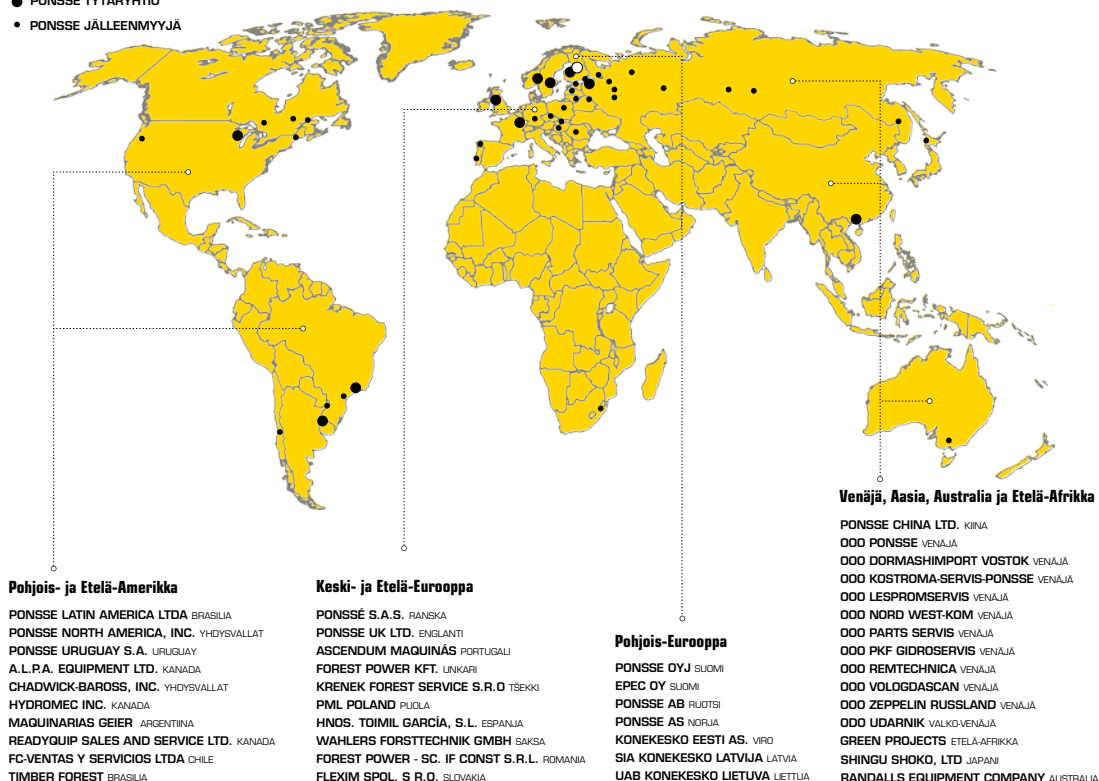 PONSSE TYTÄRYHTIÖ
PONSSE JÄLLEENMYYJÄ
Pohjois- ja Etelä-Amerikka
PONSSE LATIN AMERICA LTDA BRASILIA
PONSSE NORTH AMERICA, INC. YHDYSVALLAT
PONSSE URUGUAY S.A. URUGUAY
A.L.P.A. EQUIPMENT LTD. KANADA
CHADWICK-BAROSS, INC. YHDYSVALLAT
HYDROMEC INC. KANADA
MAQUINARIAS GEIER ARGENTIINA
READYQUIP SALES AND SERVICE LTD. KANADA
FC-VENTAS Y SERVICIOS LTDA CHILE
TIMBER FOREST BRASILIA
Keski- ja Etelä-Eurooppa
PONSSÉ S.A.S. RANSKA
PONSSE UK LTD. ENGLANTI
ASCENDUM MAQUINÁS PORTUGALI
FOREST POWER KFT. UNKARI
KRENEK FOREST SERVICE S.R.O TŠEKKI
PML POLAND PUOLA
HNOS. TOIMIL GARCÍA, S.L. ESPANJA
WAHLERS FORSTTECHNIK GMBH SAKSA
FOREST POWER - SC. IF CONST S.R.L. ROMANIA
FLEXIM SPOL. S R.O. SLOVAKIA
Pohjois-Eurooppa
PONSSE OYJ SUOMI
EPEC OY SUOMI
PONSSE AB RUOTSI
PONSSE AS NORJA
KONEKESKO EESTI AS. VIRO
SIA KONEKESKO LATVIJA LATVIA
UAB KONEKESKO LIETUVA LIETTUA
Venäjä, Aasia, Australia ja Etelä-Afrikka
PONSSE CHINA LTD. KIINA
OOO PONSSE VENÄJÄ
OOO DORMASHIMPORT VOSTOK VENÄJÄ
OOO KOSTROMA-SERVIS-PONSSE VENÄJÄ
OOO LESPROMSERVIS VENÄJÄ
OOO NORD WEST-KOM VENÄJÄ
OOO PARTS SERVIS VENÄJÄ
OOO PKF GIDROSERVIS VENÄJÄ
OOO REMTECHNICA VENÄJÄ
OOO VOLOGDASCAN VENÄJÄ
OOO ZEPPELIN RUSSLAND VENÄJÄ
ODO UDARNIK VALKO-VENÄJÄ
GREEN PROJECTS ETELÄ-AFRIKKA
SHINGU SHOKO, LTD JAPANI
RANDALLS EQUIPMENT COMPANY AUSTRALIA